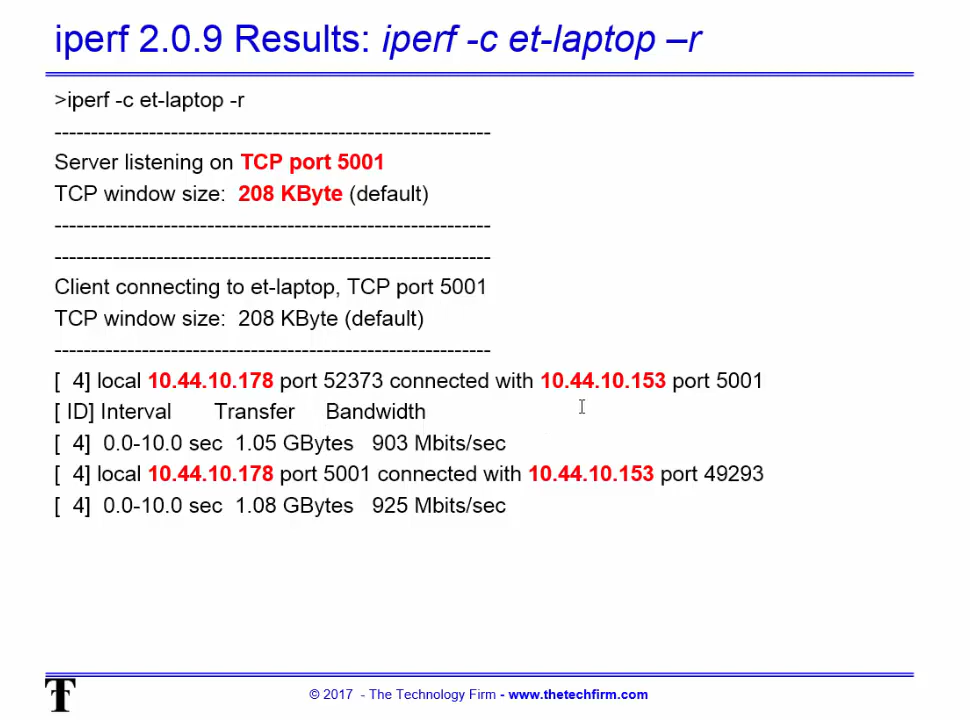 iperf 2.0.9 Results: iperf -c et-laptop –r
>iperf -c et-laptop -r
------------------------------------------------------------
Server listening on TCP port 5001
TCP window size:  208 KByte (default)
------------------------------------------------------------
------------------------------------------------------------
Client connecting to et-laptop, TCP port 5001
TCP window size:  208 KByte (default)
------------------------------------------------------------
[  4] local 10.44.10.178 port 52373 connected with 10.44.10.153 port 5001
[ ID] Interval       Transfer     Bandwidth
[  4]  0.0-10.0 sec  1.05 GBytes   903 Mbits/sec
[  4] local 10.44.10.178 port 5001 connected with 10.44.10.153 port 49293
[  4]  0.0-10.0 sec  1.08 GBytes   925 Mbits/sec
T
© 2017  - The Technology Firm - www.thetechfirm.com